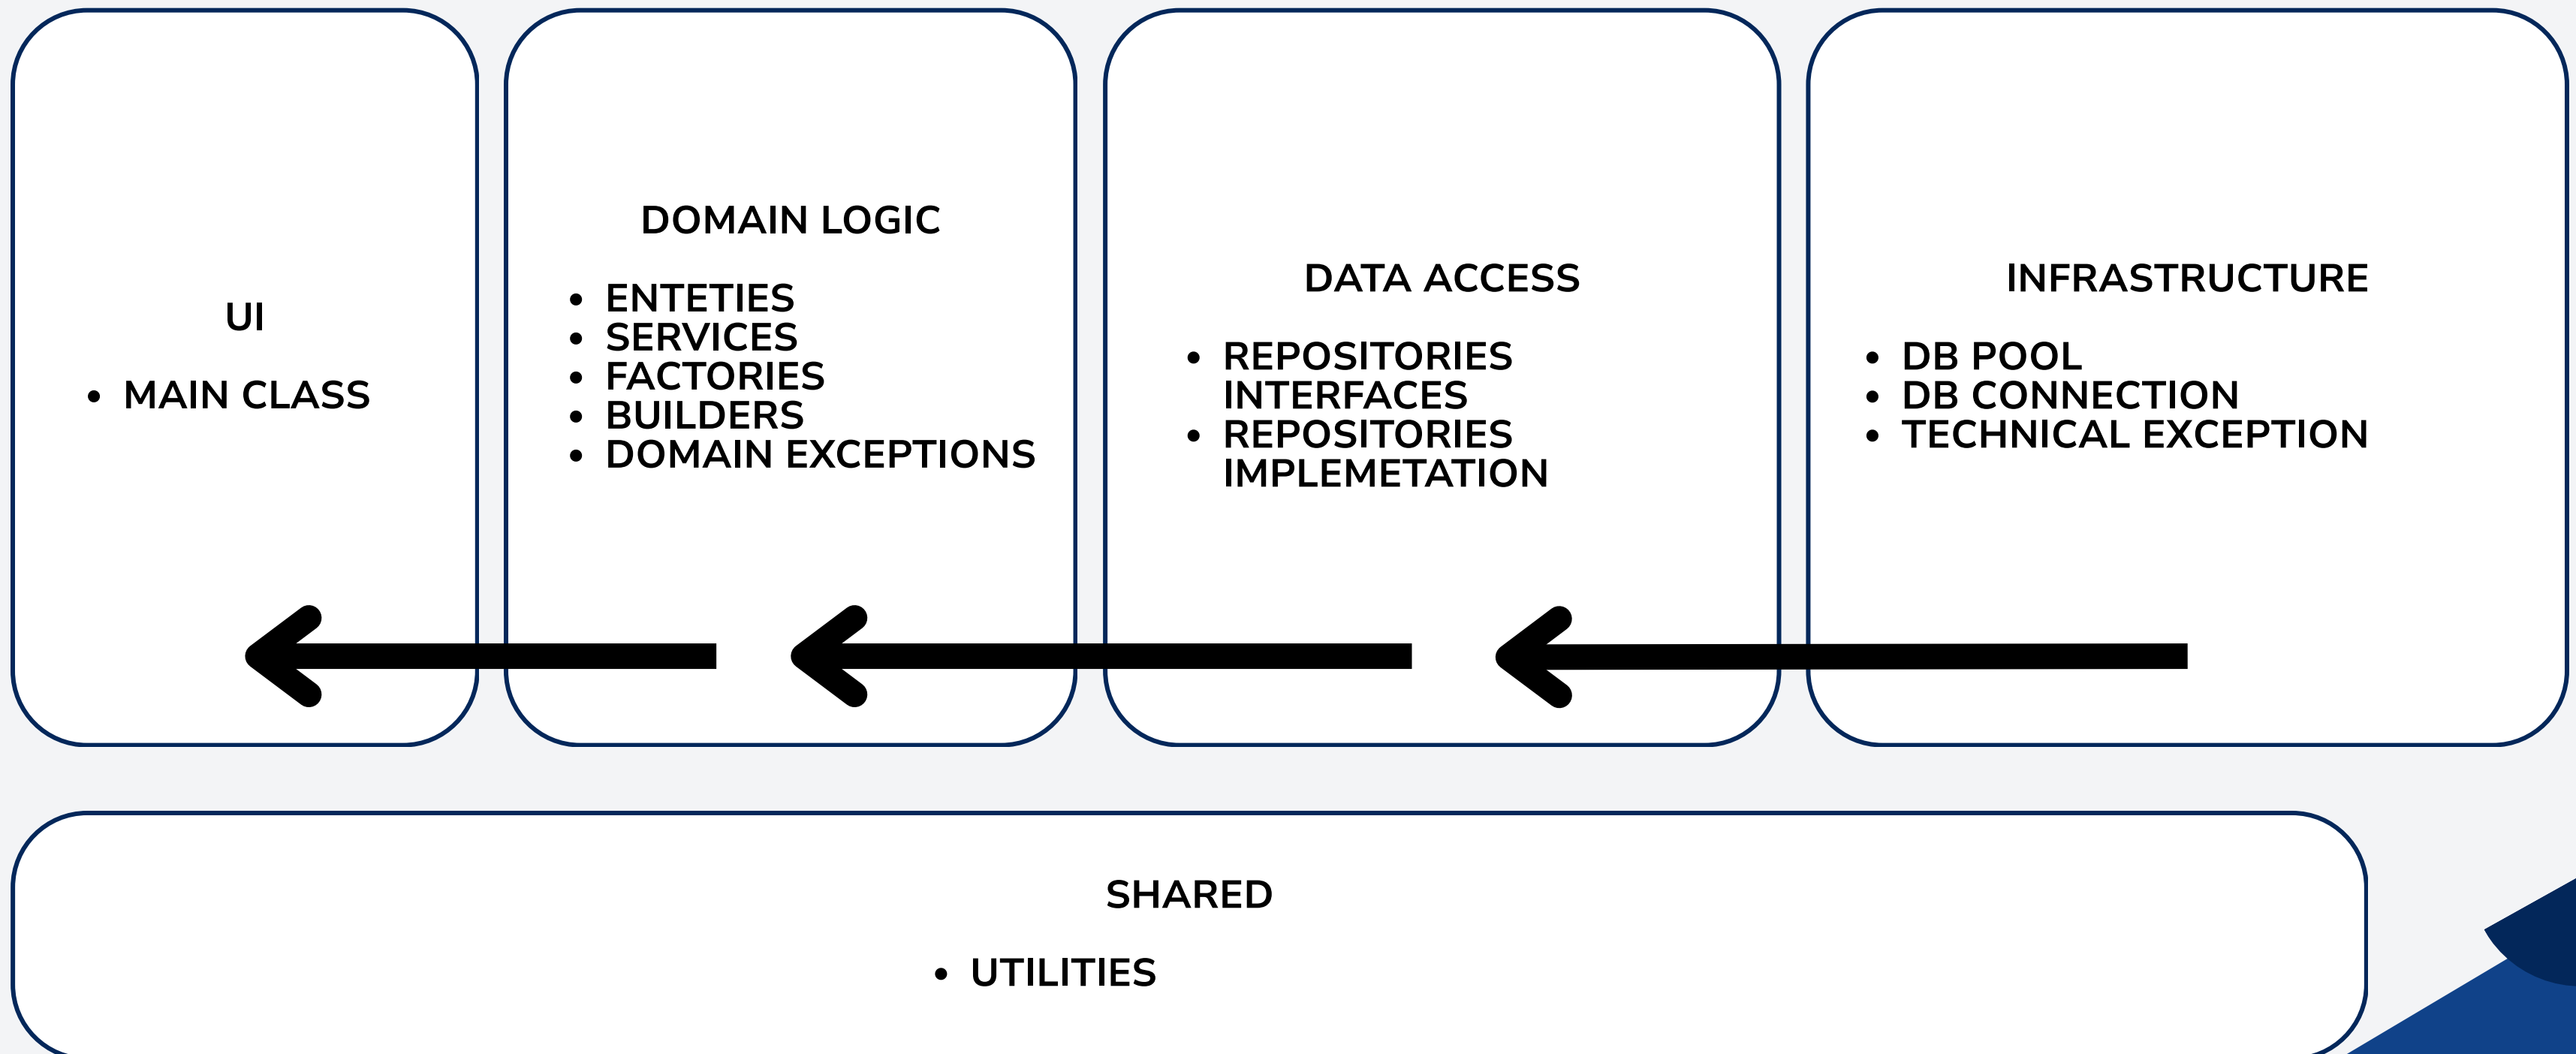 UI
• MAIN CLASS
DOMAIN LOGIC
• ENTETIES
• SERVICES
• FACTORIES
• BUILDERS
• DOMAIN EXCEPTIONS
DATA ACCESS
• REPOSITORIES
INTERFACES
• REPOSITORIES
IMPLEMETATION
INFRASTRUCTURE
• DB POOL
• DB CONNECTION
• TECHNICAL EXCEPTION
SHARED
• UTILITIES